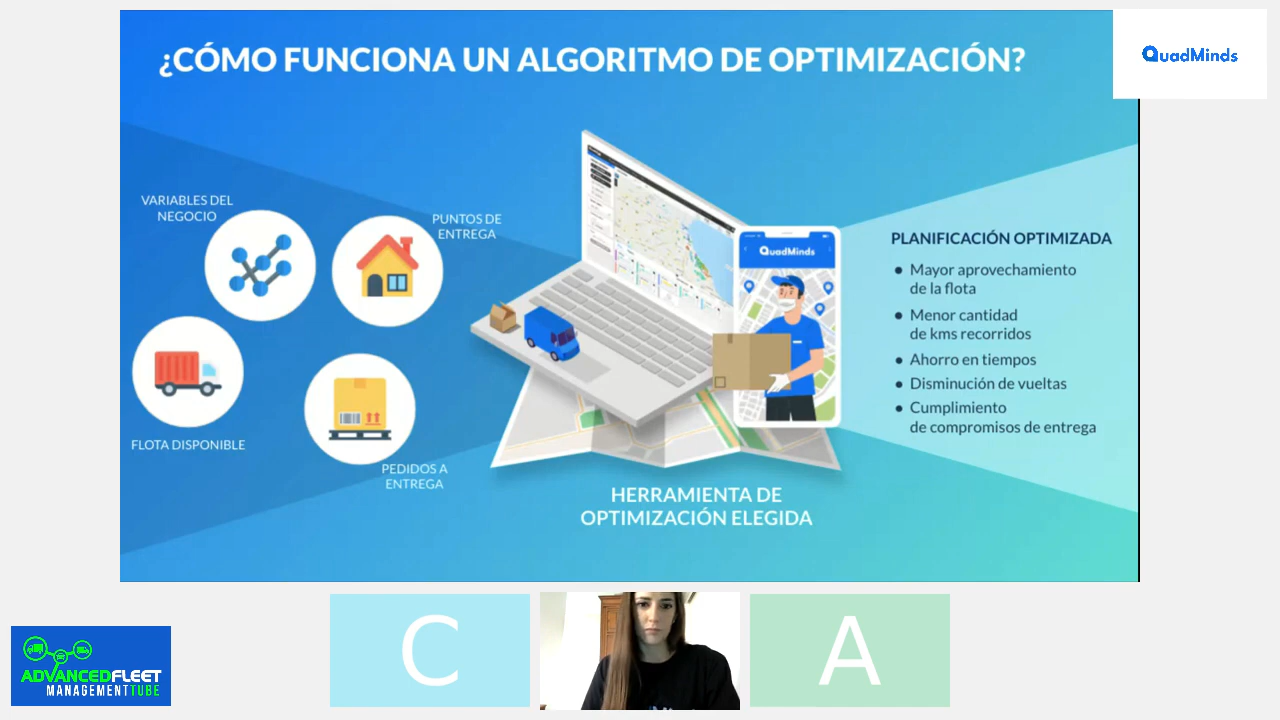 ¿CÓMO FUNCIONA UN ALGORITMO DE OPTIMIZACIÓN?
QuadMinds
VARIABLES DEL
NEGOCIO
PUNTOS DE
ENTREGA
FLOTA DISPONIBLE
PEDIDOS A
ENTREGA
QuadMinds
HERRAMIENTA DE
OPTIMIZACIÓN ELEGIDA
PLANIFICACIÓN OPTIMIZADA
● Mayor aprovechamiento
de la flota
● Menor cantidad
de kms recorridos
● Ahorro en tiempos
● Disminución de vueltas
● Cumplimiento
de compromisos de entrega
C
A
ADVANCEDFLEET
MANAGEMENTTUBE